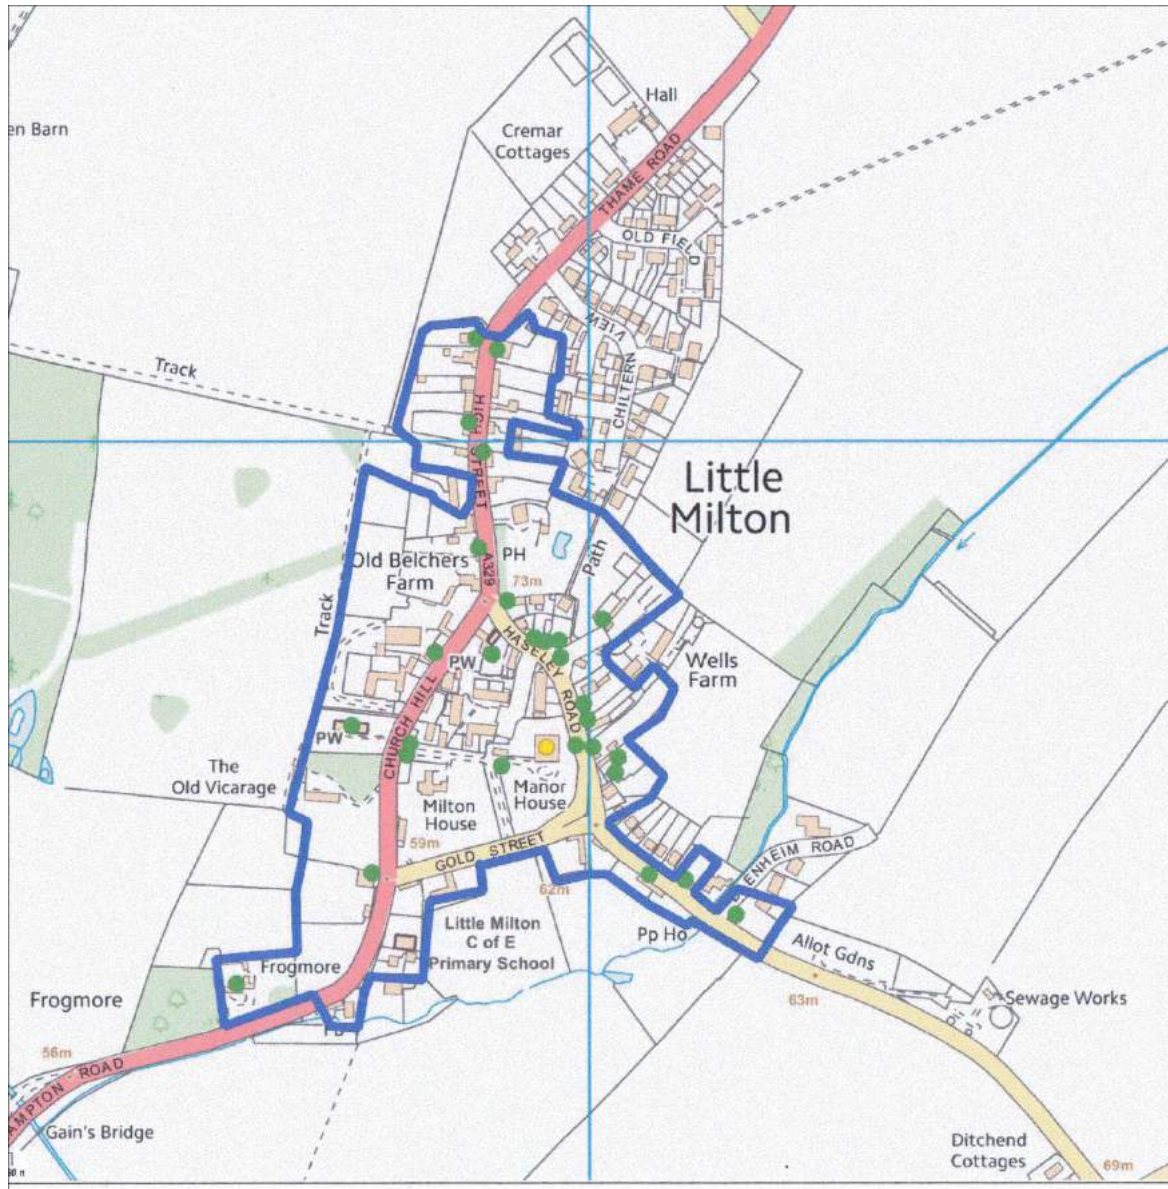 Hall
en Barn
Cremar
Cottages
THAME ROAD
OLD FIELD
VIEW
CHILTERN
Track
HIGH STREET
Little
Milton
Old Belchers
Farm
A329
PH
73m
Path
Track
HASELEY ROAD
PW
Wells
Farm
CHURCH HILL
PW
The
Old Vicarage
Manor
House
Milton
House
59m
GOLD STREET
ENHEIM ROAD
62m
Little Milton
C of E
Primary School
Pp Ho
Allot Gdns
Frogmore
Frogmore
Sewage Works
63m
56m
AMPTON ROAD
Gain's Bridge
Ditchend
Cottages
69m